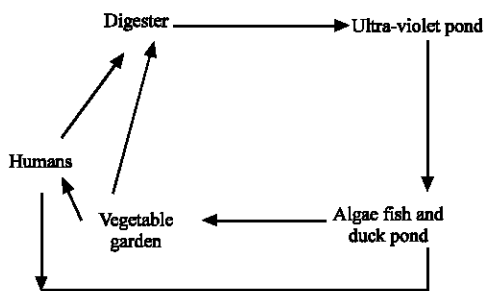 Digester
Ultra-violet pond
Humans
Vegetable
garden
Algae fish and
duck pond